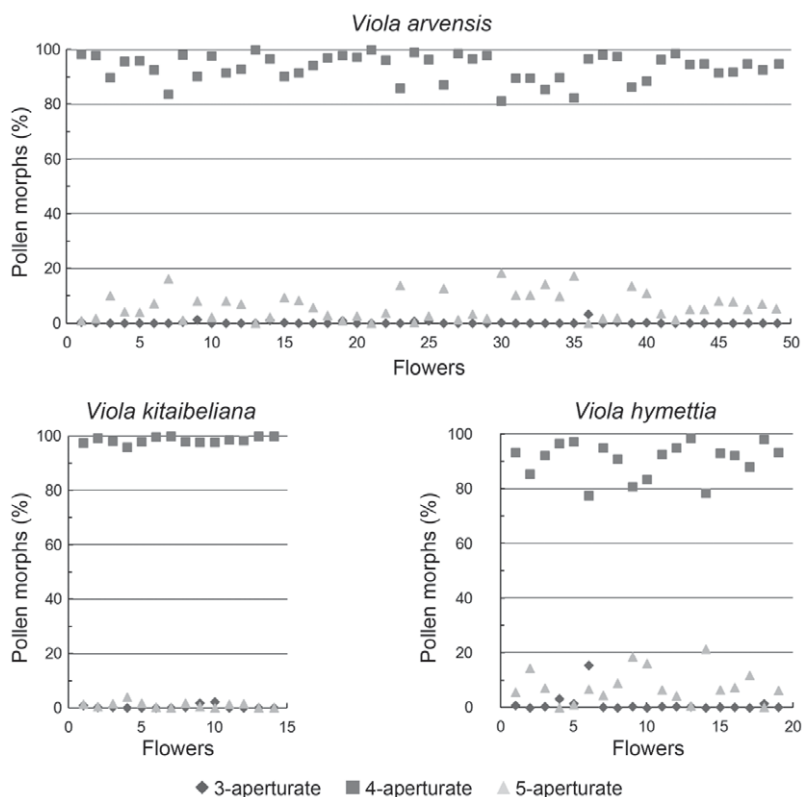 Viola arvensis
Pollen morphs (%)
100
80
60
40
20
0
0 5 10 15 20 25 30 35 40 45 50
Flowers
Viola kitaibeliana
Pollen morphs (%)
100
80
60
40
20
0
0 5 10 15
Flowers
Viola hymettia
Pollen morphs (%)
100
80
60
40
20
0
0 5 10 15 20
Flowers
3-aperturate 4-aperturate 5-aperturate